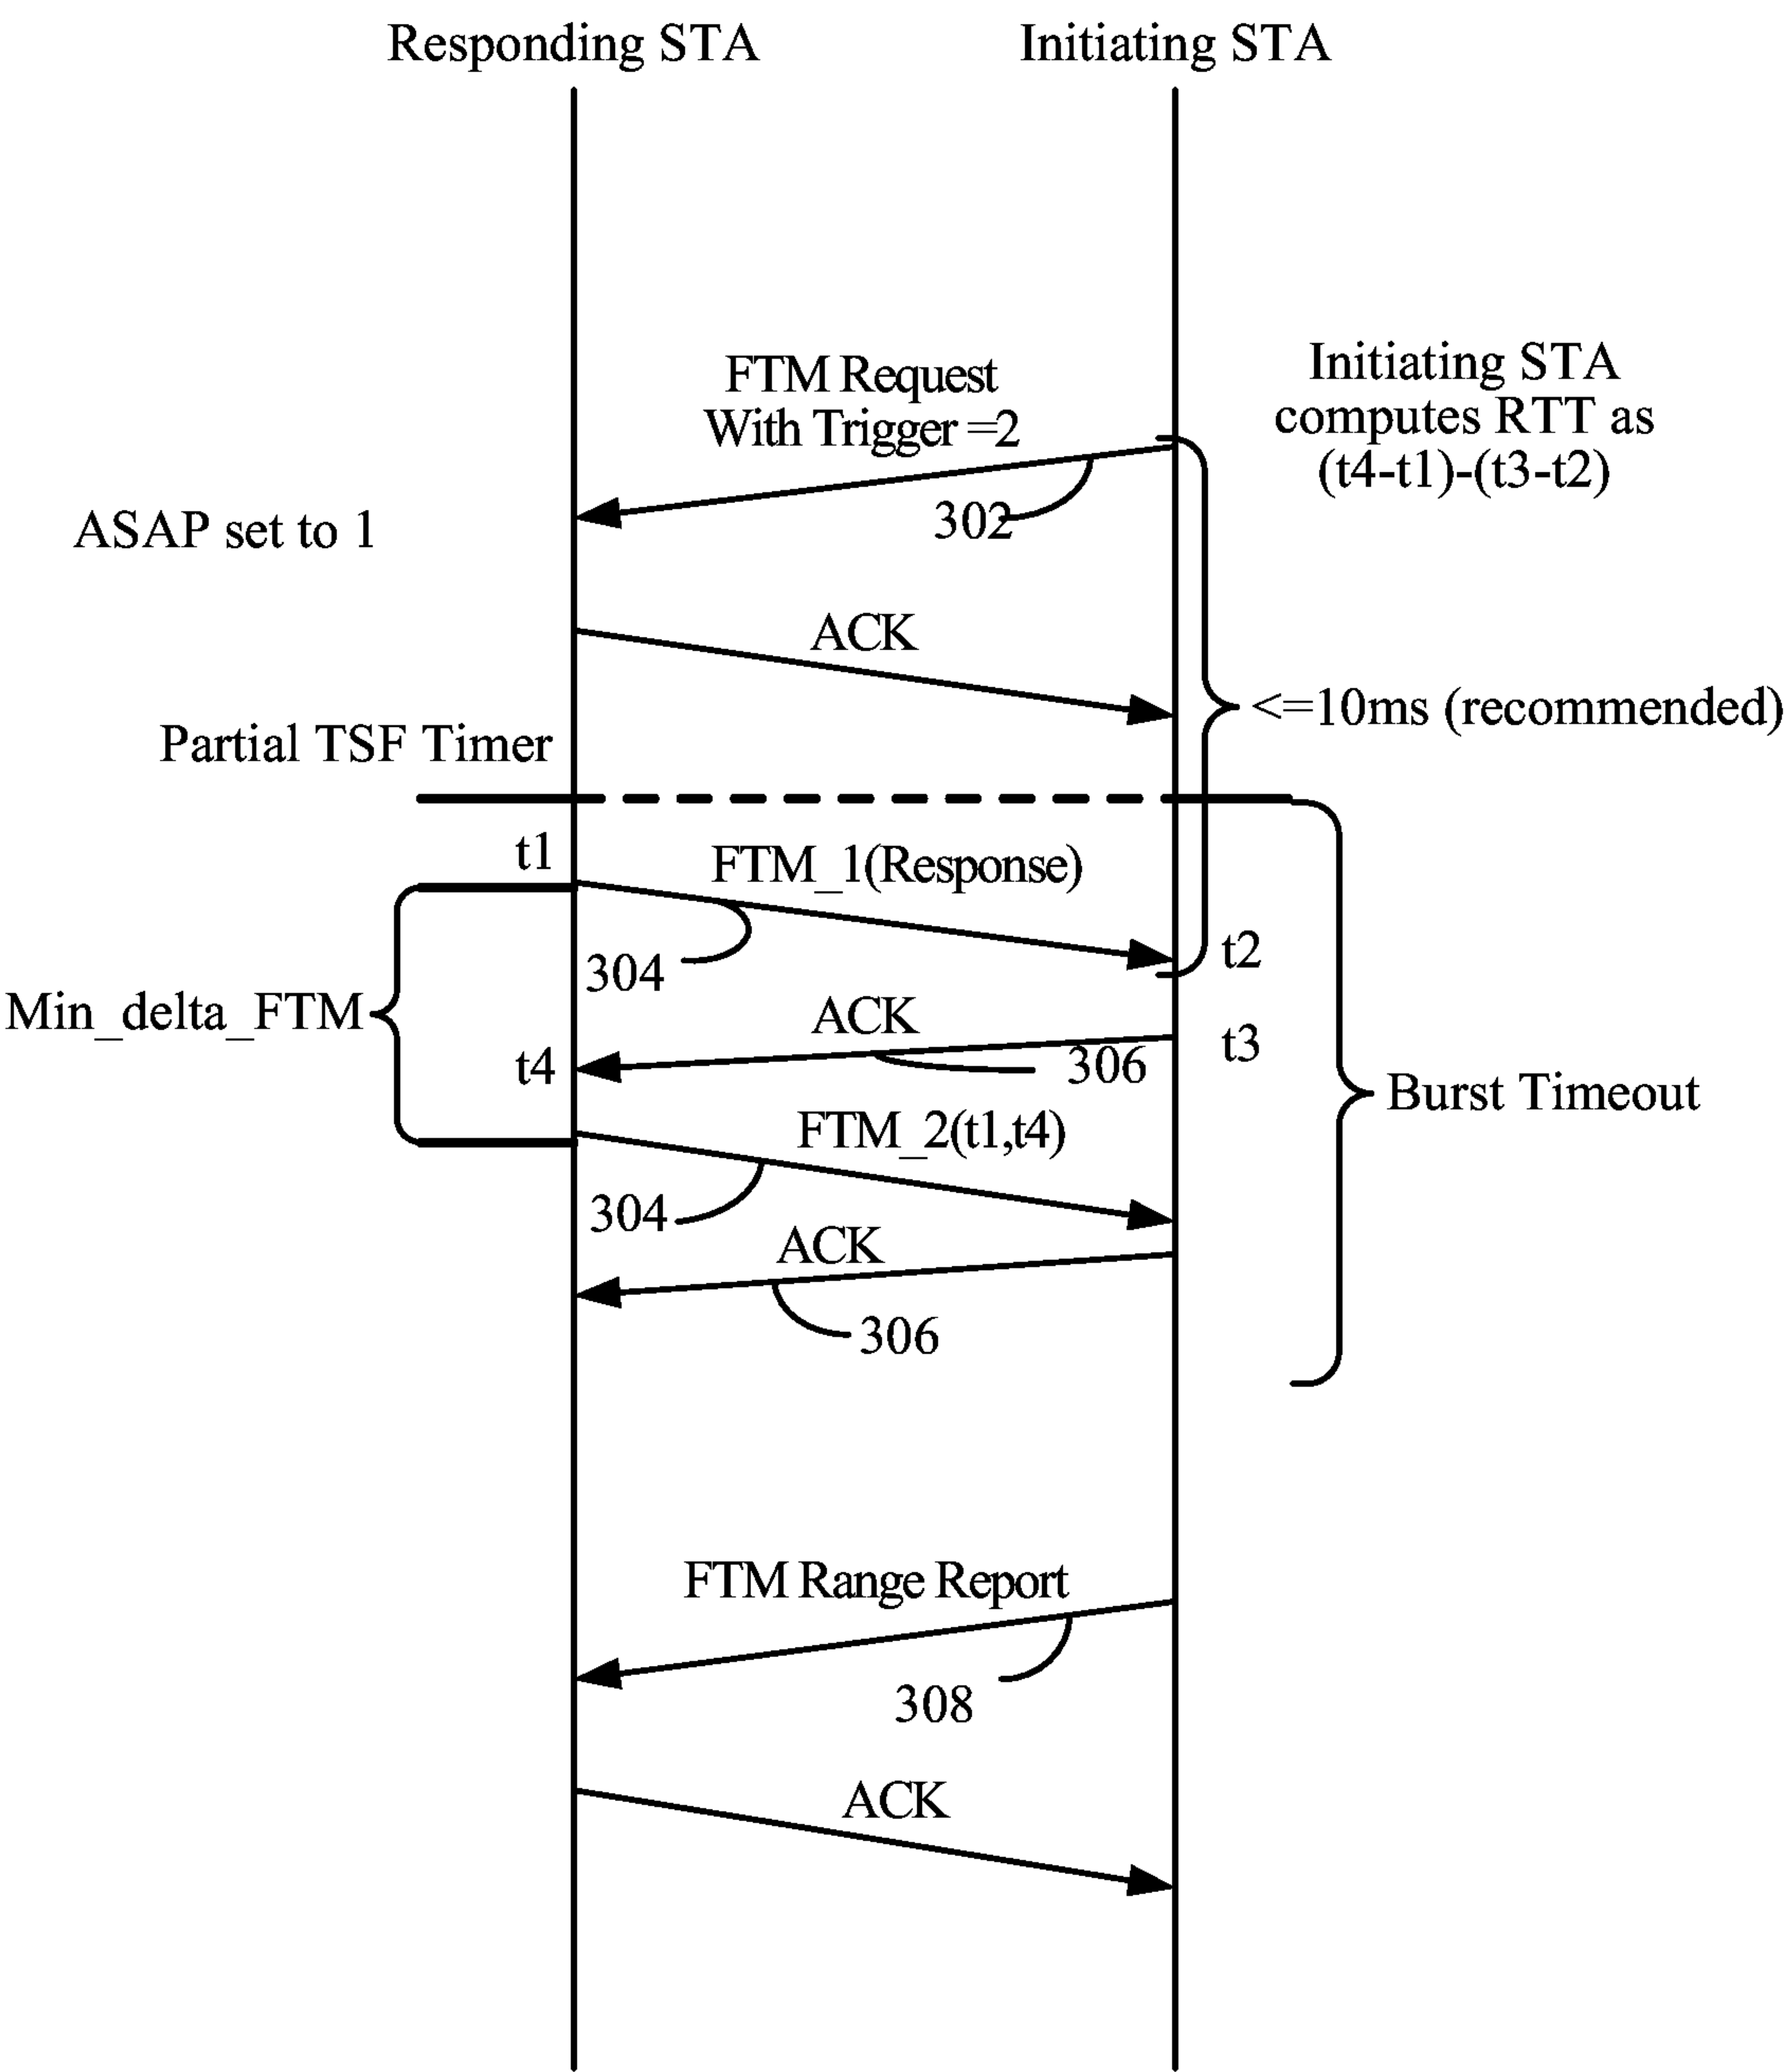 Responding STA
Initiating STA
FTM Request
With Trigger =2
Initiating STA
computes RTT as
(t4-t1)-(t3-t2)
302
ASAP set to 1
ACK
<=10ms (recommended)
Partial TSF Timer
t1
FTM_1(Response)
304
t2
Min_delta_FTM
ACK
t3
t4
306
Burst Timeout
FTM_2(t1,t4)
304
ACK
306
FTM Range Report
308
ACK